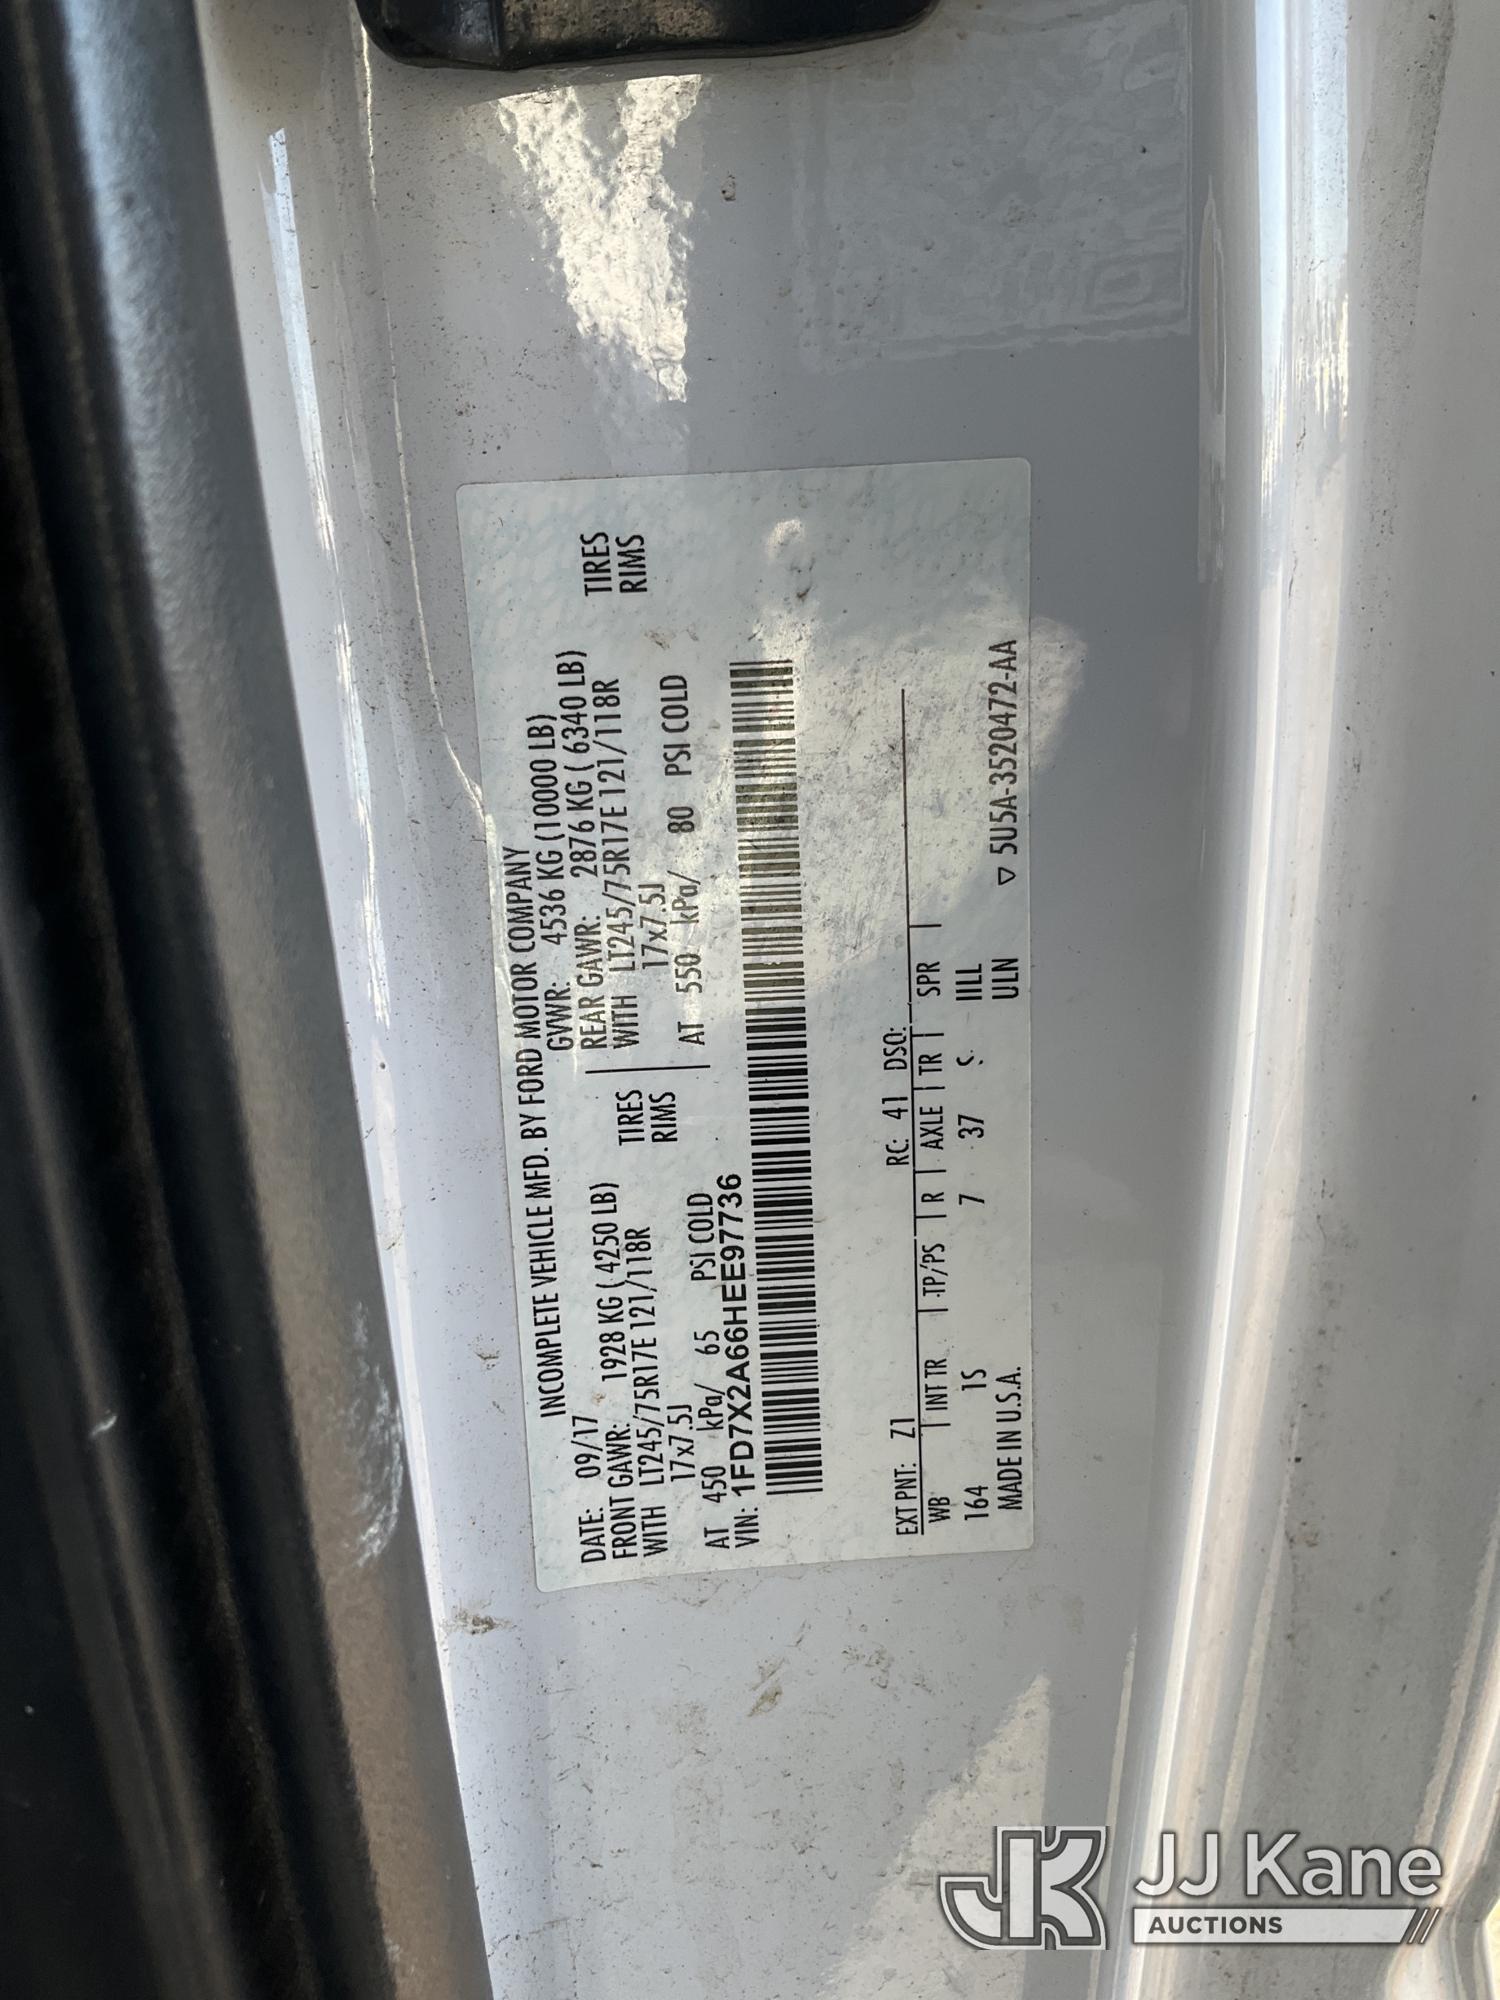 INCOMPLETE VEHICLE MFD. BY FORD MOTOR COMPANY
DATE: 09/17 GVWR: 4536 KG (10000 LB)
FRONT GAWR: 1928 KG ( 4250 LB) REAR GAWR: 2876 KG ( 6340 LB)
WITH LT245/75R17E 121/118R TIRES WITH LT245/75R17E 121/118R TIRES
17x7.5J RIMS 17x7.5J RIMS
AT 450 kPa/ 65 PSI COLD AT 550 kPa/ 80 PSI COLD
VIN: 1FD7X2A66HEE97736
EXT PNT: Z1 RC: 41 DSO:
WB INT TR TP/PS R AXLE TR SPR
164 1S 7 37 IILL
MADE IN U.S.A. ULN ▽ 5U5A-3520472-AA
JK JJ Kane
AUCTIONS